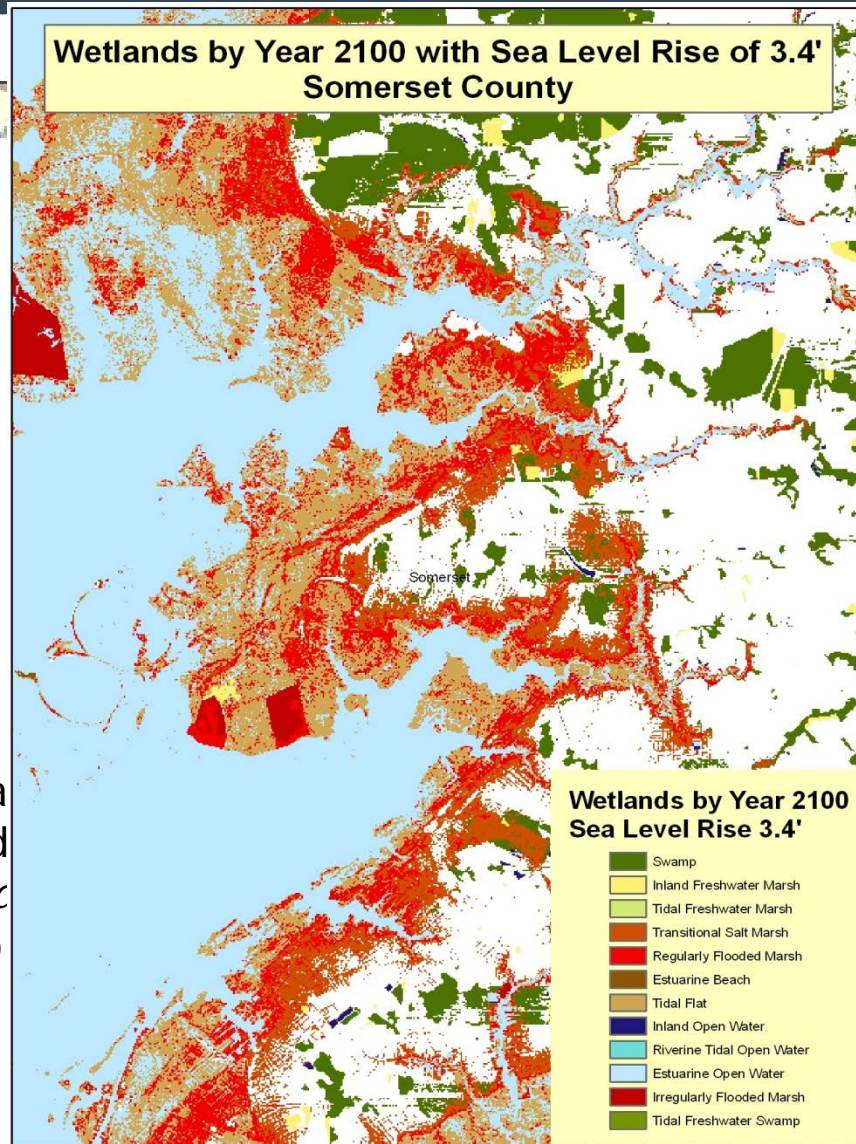 Wetlands by Year 2100 with Sea Level Rise of 3.4'
Somerset County
Somerset
a
d
Wetlands by Year 2100
Sea Level Rise 3.4'
Swamp
Inland Freshwater Marsh
Tidal Freshwater Marsh
Transitional Salt Marsh
Regularly Flooded Marsh
Estuarine Beach
Tidal Flat
Inland Open Water
Riverine Tidal Open Water
Estuarine Open Water
Irregularly Flooded Marsh
Tidal Freshwater Swamp